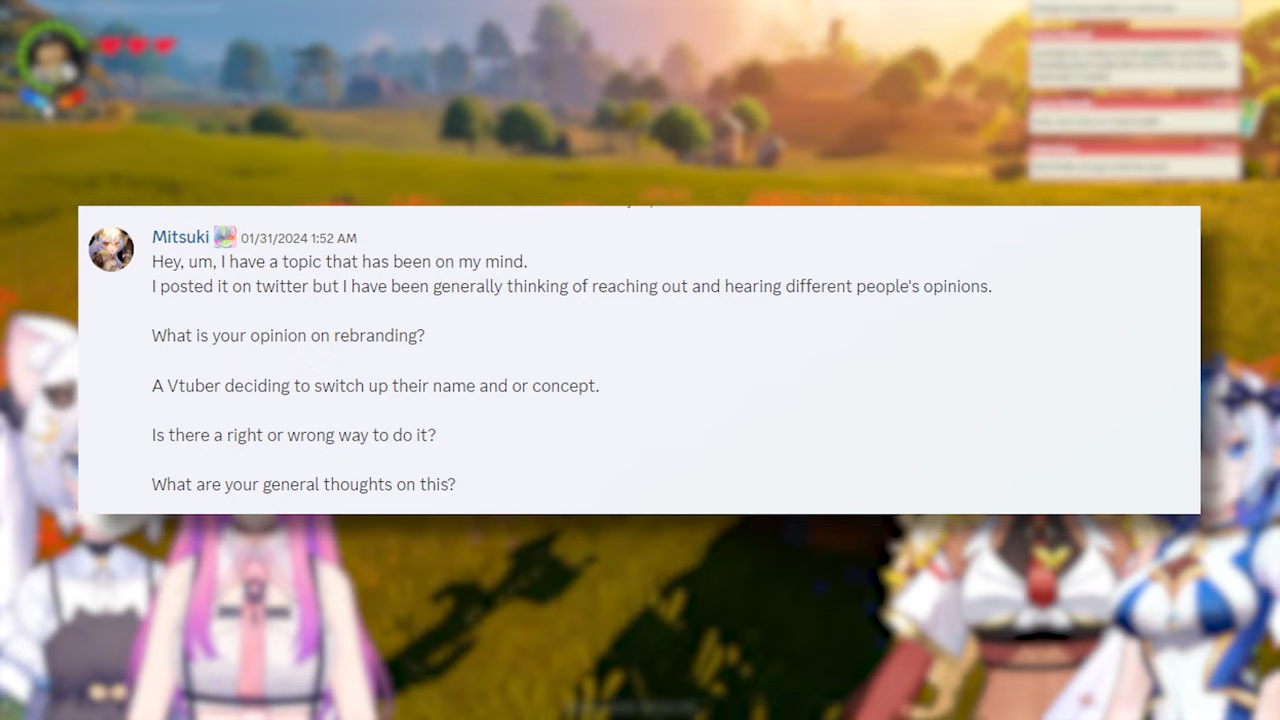 Mitsuki 01/31/2024 1:52 AM
Hey, um, I have a topic that has been on my mind.
I posted it on twitter but I have been generally thinking of reaching out and hearing different people's opinions.
What is your opinion on rebranding?
A Vtuber deciding to switch up their name and or concept.
Is there a right or wrong way to do it?
What are your general thoughts on this?